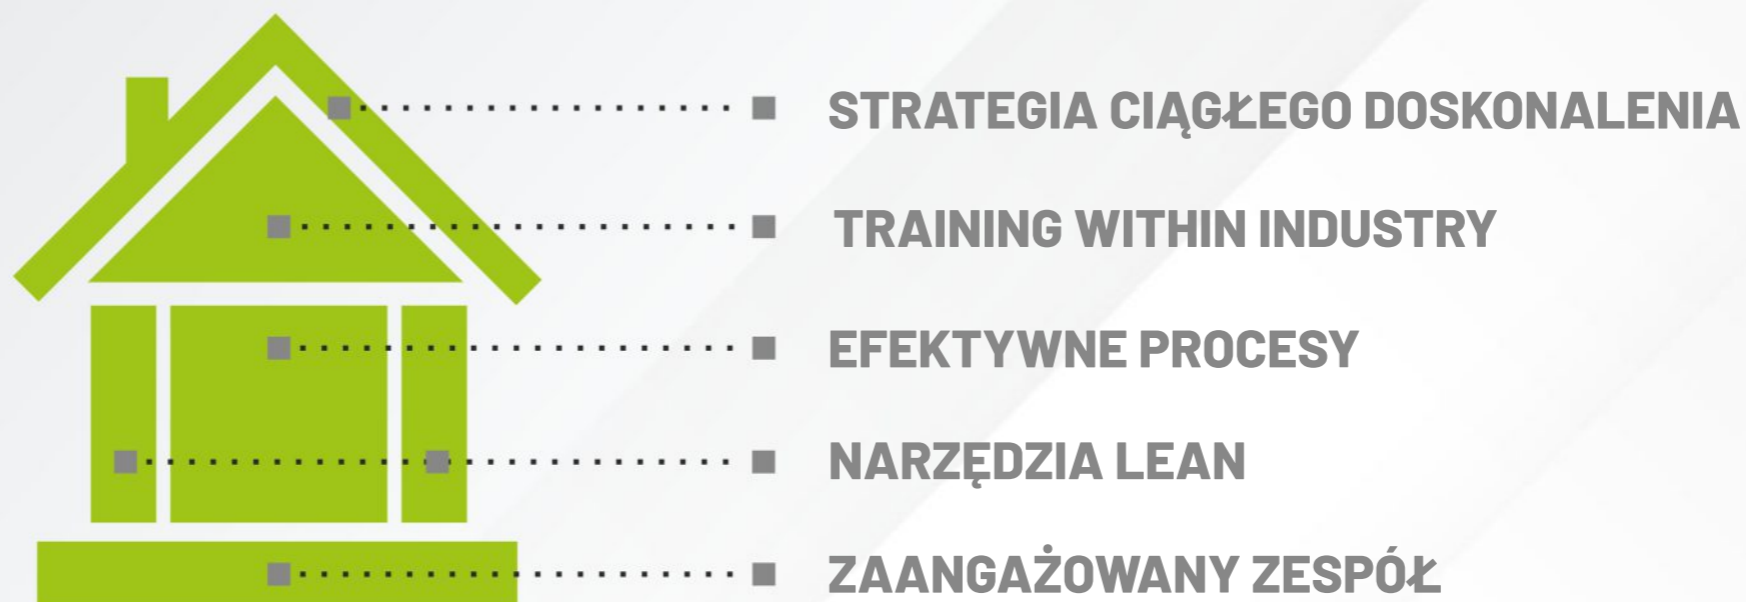 STRATEGIA CIĄGŁEGO DOSKONALENIA
TRAINING WITHIN INDUSTRY
EFEKTYWNE PROCESY
NARZĘDZIA LEAN
ZAANGAŻOWANY ZESPÓŁ